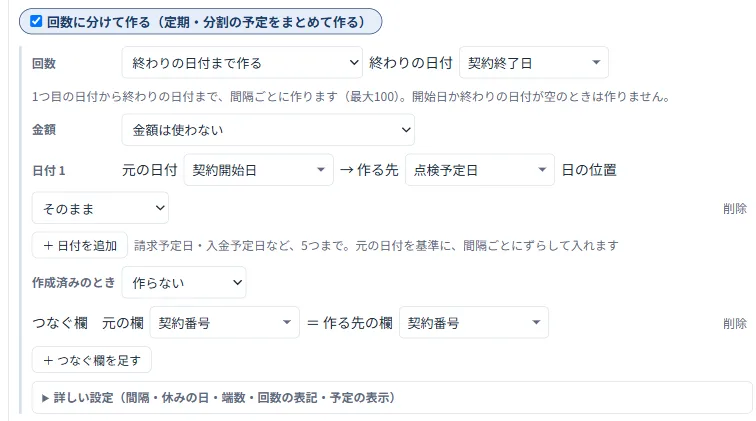 回数に分けて作る（定期・分割の予定をまとめて作る）
回数 終わりの日付まで作る 終わりの日付 契約終了日
1つ目の日付から終わりの日付まで、間隔ごとに作ります（最大100）。開始日か終わりの日付が空のときは作りません。
金額 金額は使わない
日付 1 元の日付 契約開始日 → 作る先 点検予定日 日の位置
そのまま 削除
＋ 日付を追加 請求予定日・入金予定日など、5つまで。元の日付を基準に、間隔ごとにずらして入れます
作成済みのとき 作らない
つなぐ欄 元の欄 契約番号 ＝ 作る先の欄 契約番号 削除
＋ つなぐ欄を足す
▶ 詳しい設定（間隔・休みの日・端数・回数の表記・予定の表示）